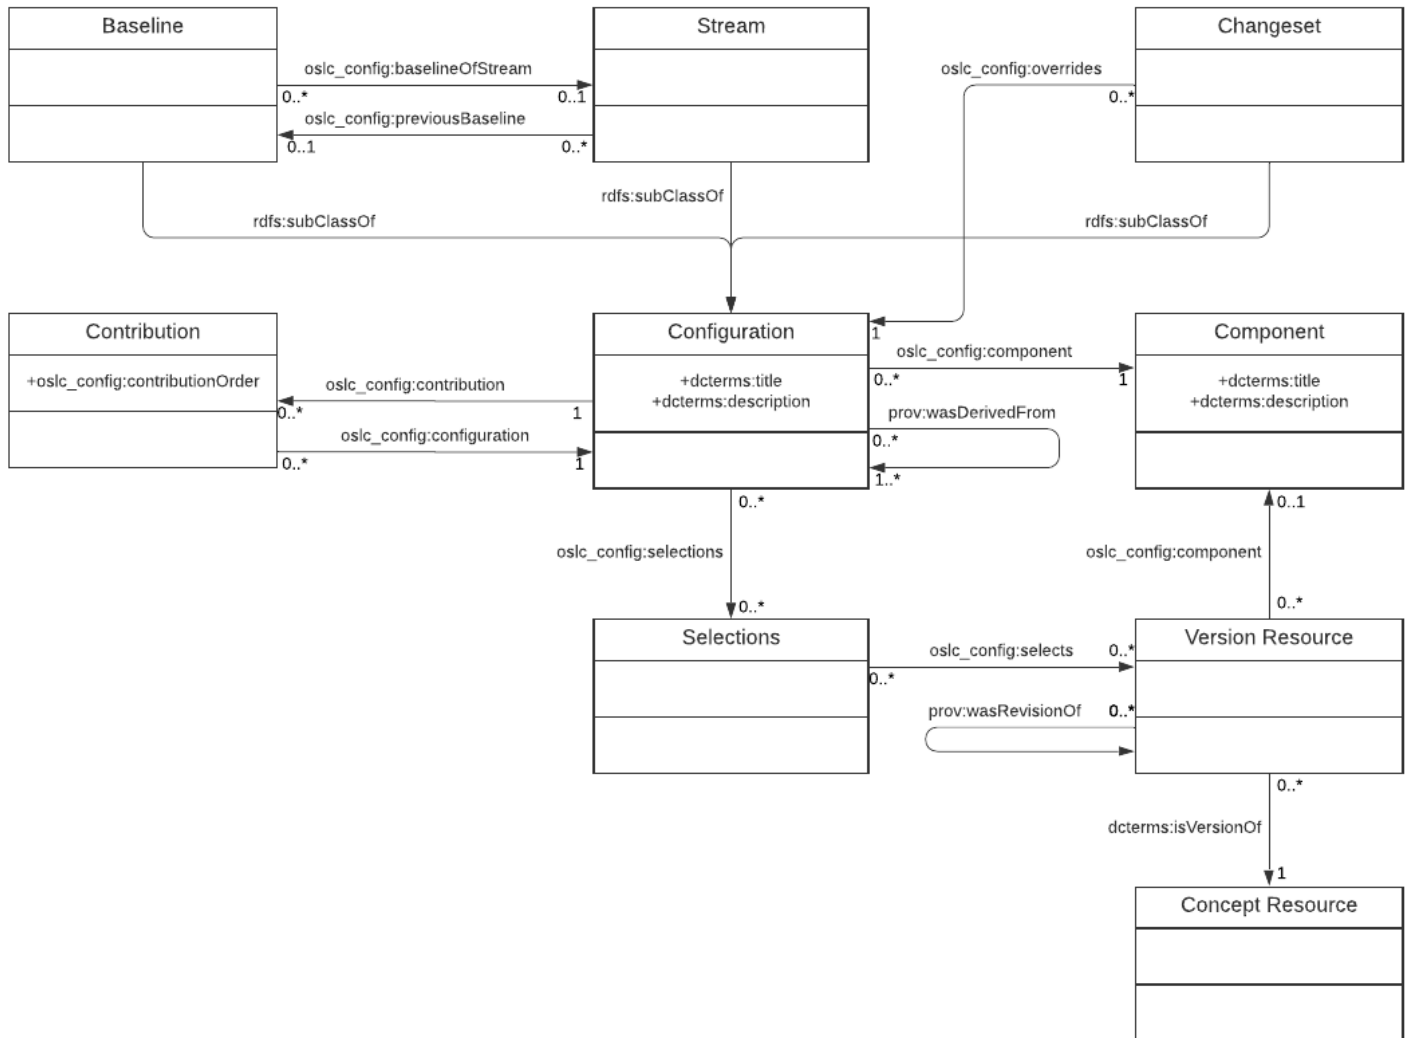 Baseline
Stream
Changeset
oslc_config:baselineOfStream
0..*
0..1
oslc_config:previousBaseline
0..1
0..*
oslc_config:overrides
0..*
rdfs:subClassOf
rdfs:subClassOf
rdfs:subClassOf
Contribution
+oslc_config:contributionOrder
oslc_config:contribution
0..*
1
oslc_config:configuration
0..*
1
Configuration
+dcterms:title
+dcterms:description
1
oslc_config:component
0..*
1
prov:wasDerivedFrom
0..*
1..*
Component
+dcterms:title
+dcterms:description
0..*
oslc_config:selections
0..*
0..1
oslc_config:component
0..*
Selections
oslc_config:selects
0..*
0..*
prov:wasRevisionOf
0..*
Version Resource
0..*
dcterms:isVersionOf
1
Concept Resource